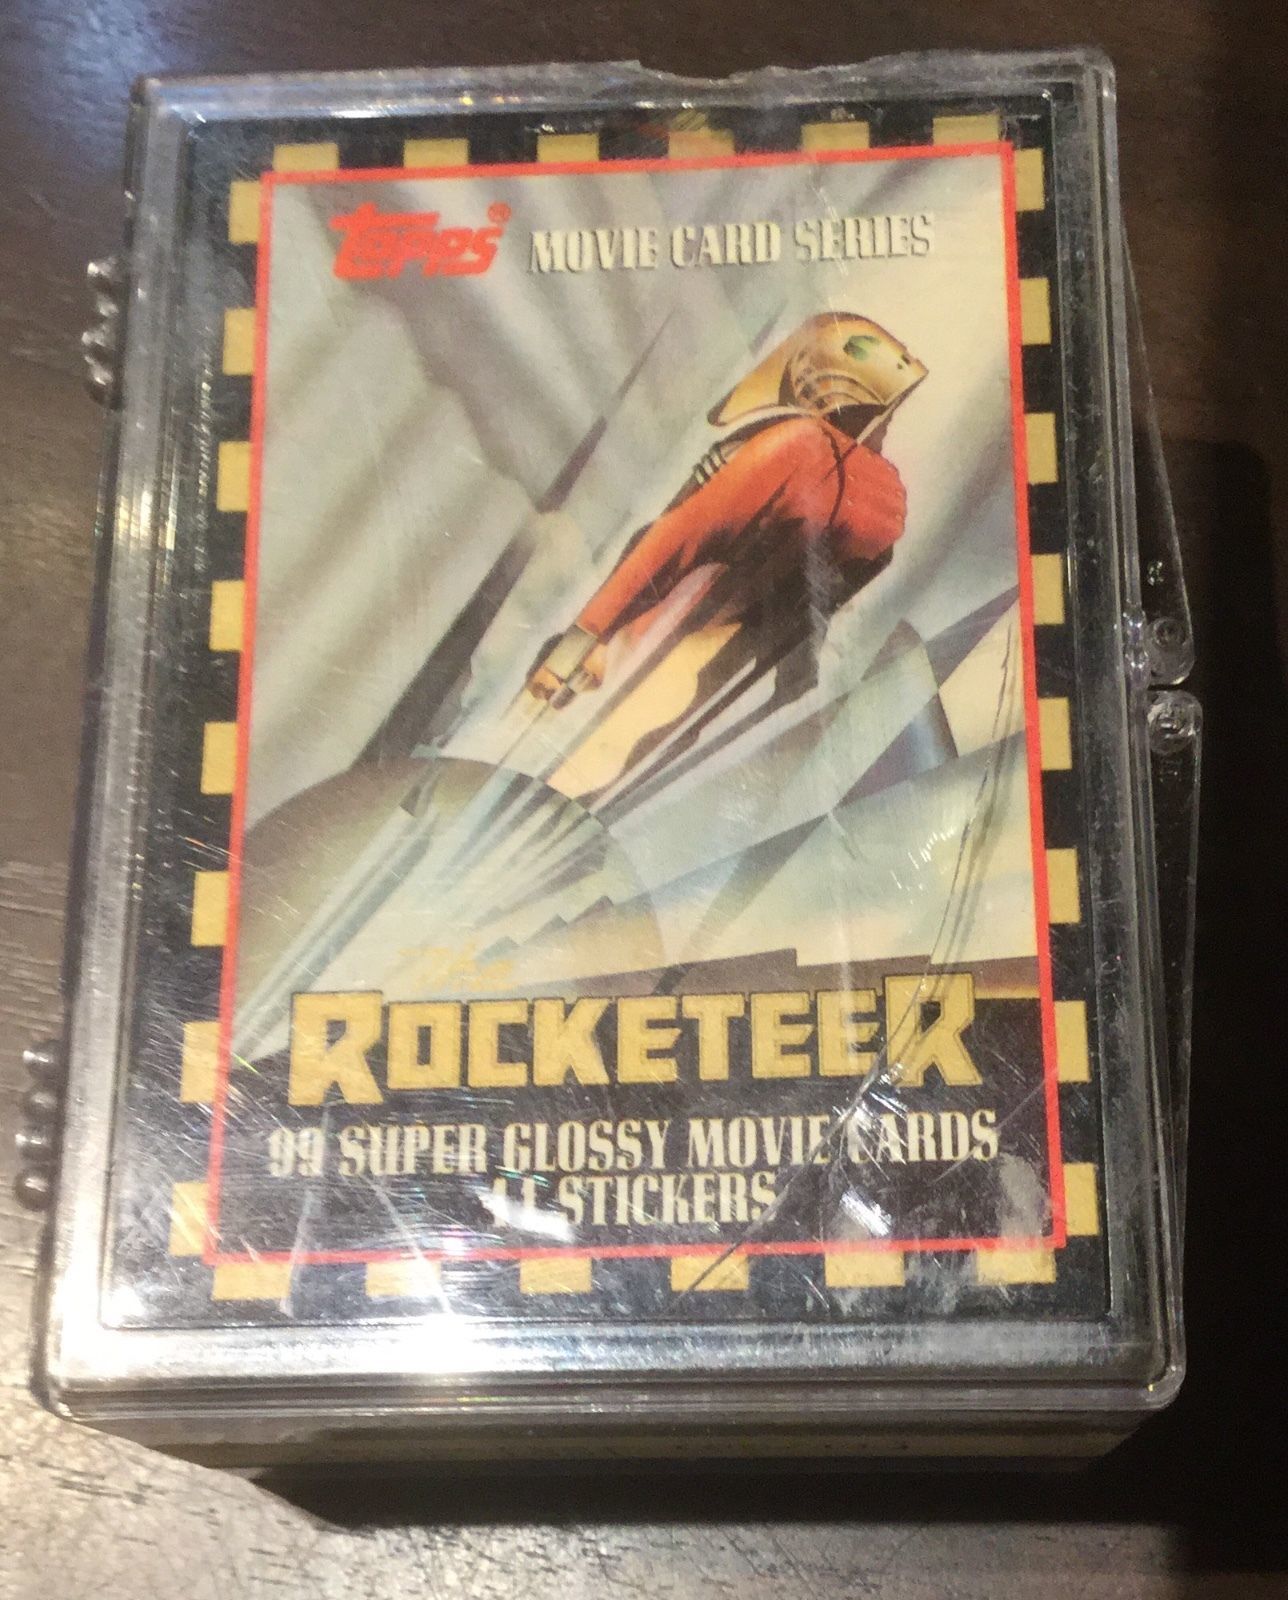 Topps® MOVIE CARD SERIES
The
ROCKETEER
99 SUPER GLOSSY MOVIE CARDS
11 STICKERS